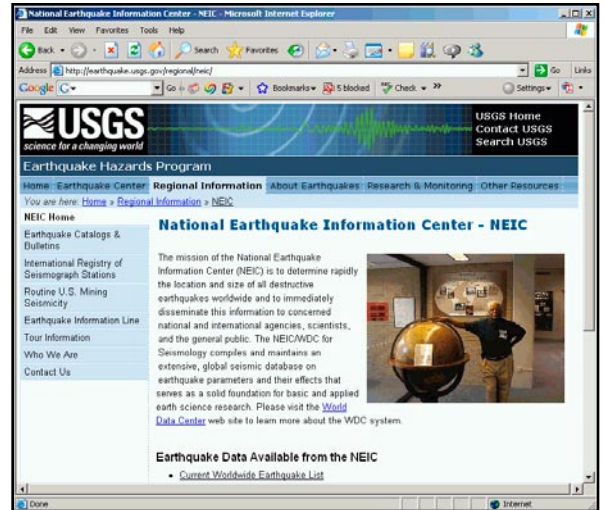 National Earthquake Information Center - NEIC - Microsoft Internet Explorer
File Edit View Favorites Tools Help
Back Search Favorites
Address http://earthquake.usgs.gov/regional/neic/ Go Links
Google G Go Bookmarks 5 blocked Check Settings
USGS
science for a changing world
USGS Home
Contact USGS
Search USGS
Earthquake Hazards Program
Home Earthquake Center Regional Information About Earthquakes Research & Monitoring Other Resources
You are here: Home » Regional Information » NEIC
NEIC Home
Earthquake Catalogs &
Bulletins
International Registry of
Seismograph Stations
Routine U.S. Mining
Seismicity
Earthquake Information Line
Tour Information
Who We Are
Contact Us
National Earthquake Information Center - NEIC
The mission of the National Earthquake
Information Center (NEIC) is to determine rapidly
the location and size of all destructive
earthquakes worldwide and to immediately
disseminate this information to concerned
national and international agencies, scientists,
and the general public. The NEIC/WDC for
Seismology compiles and maintains an
extensive, global seismic database on
earthquake parameters and their effects that
serves as a solid foundation for basic and applied
earth science research. Please visit the World
Data Center web site to learn more about the WDC system.
Earthquake Data Available from the NEIC
• Current Worldwide Earthquake List
Done Internet